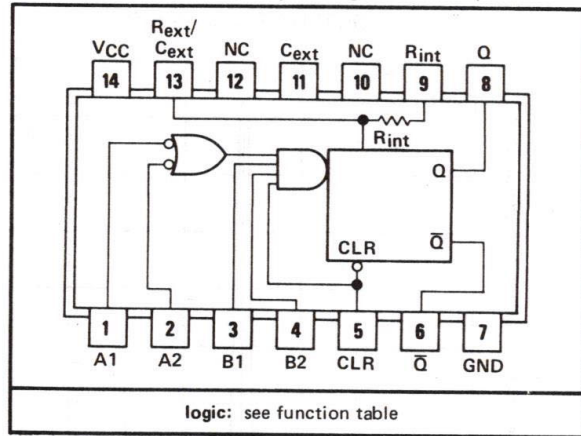 Rext/
VCC Cext NC Cext NC Rint Q
14 13 12 11 10 9 8
Rint
Q
Q̅
CLR
1 2 3 4 5 6 7
A1 A2 B1 B2 CLR Q̅ GND
logic: see function table